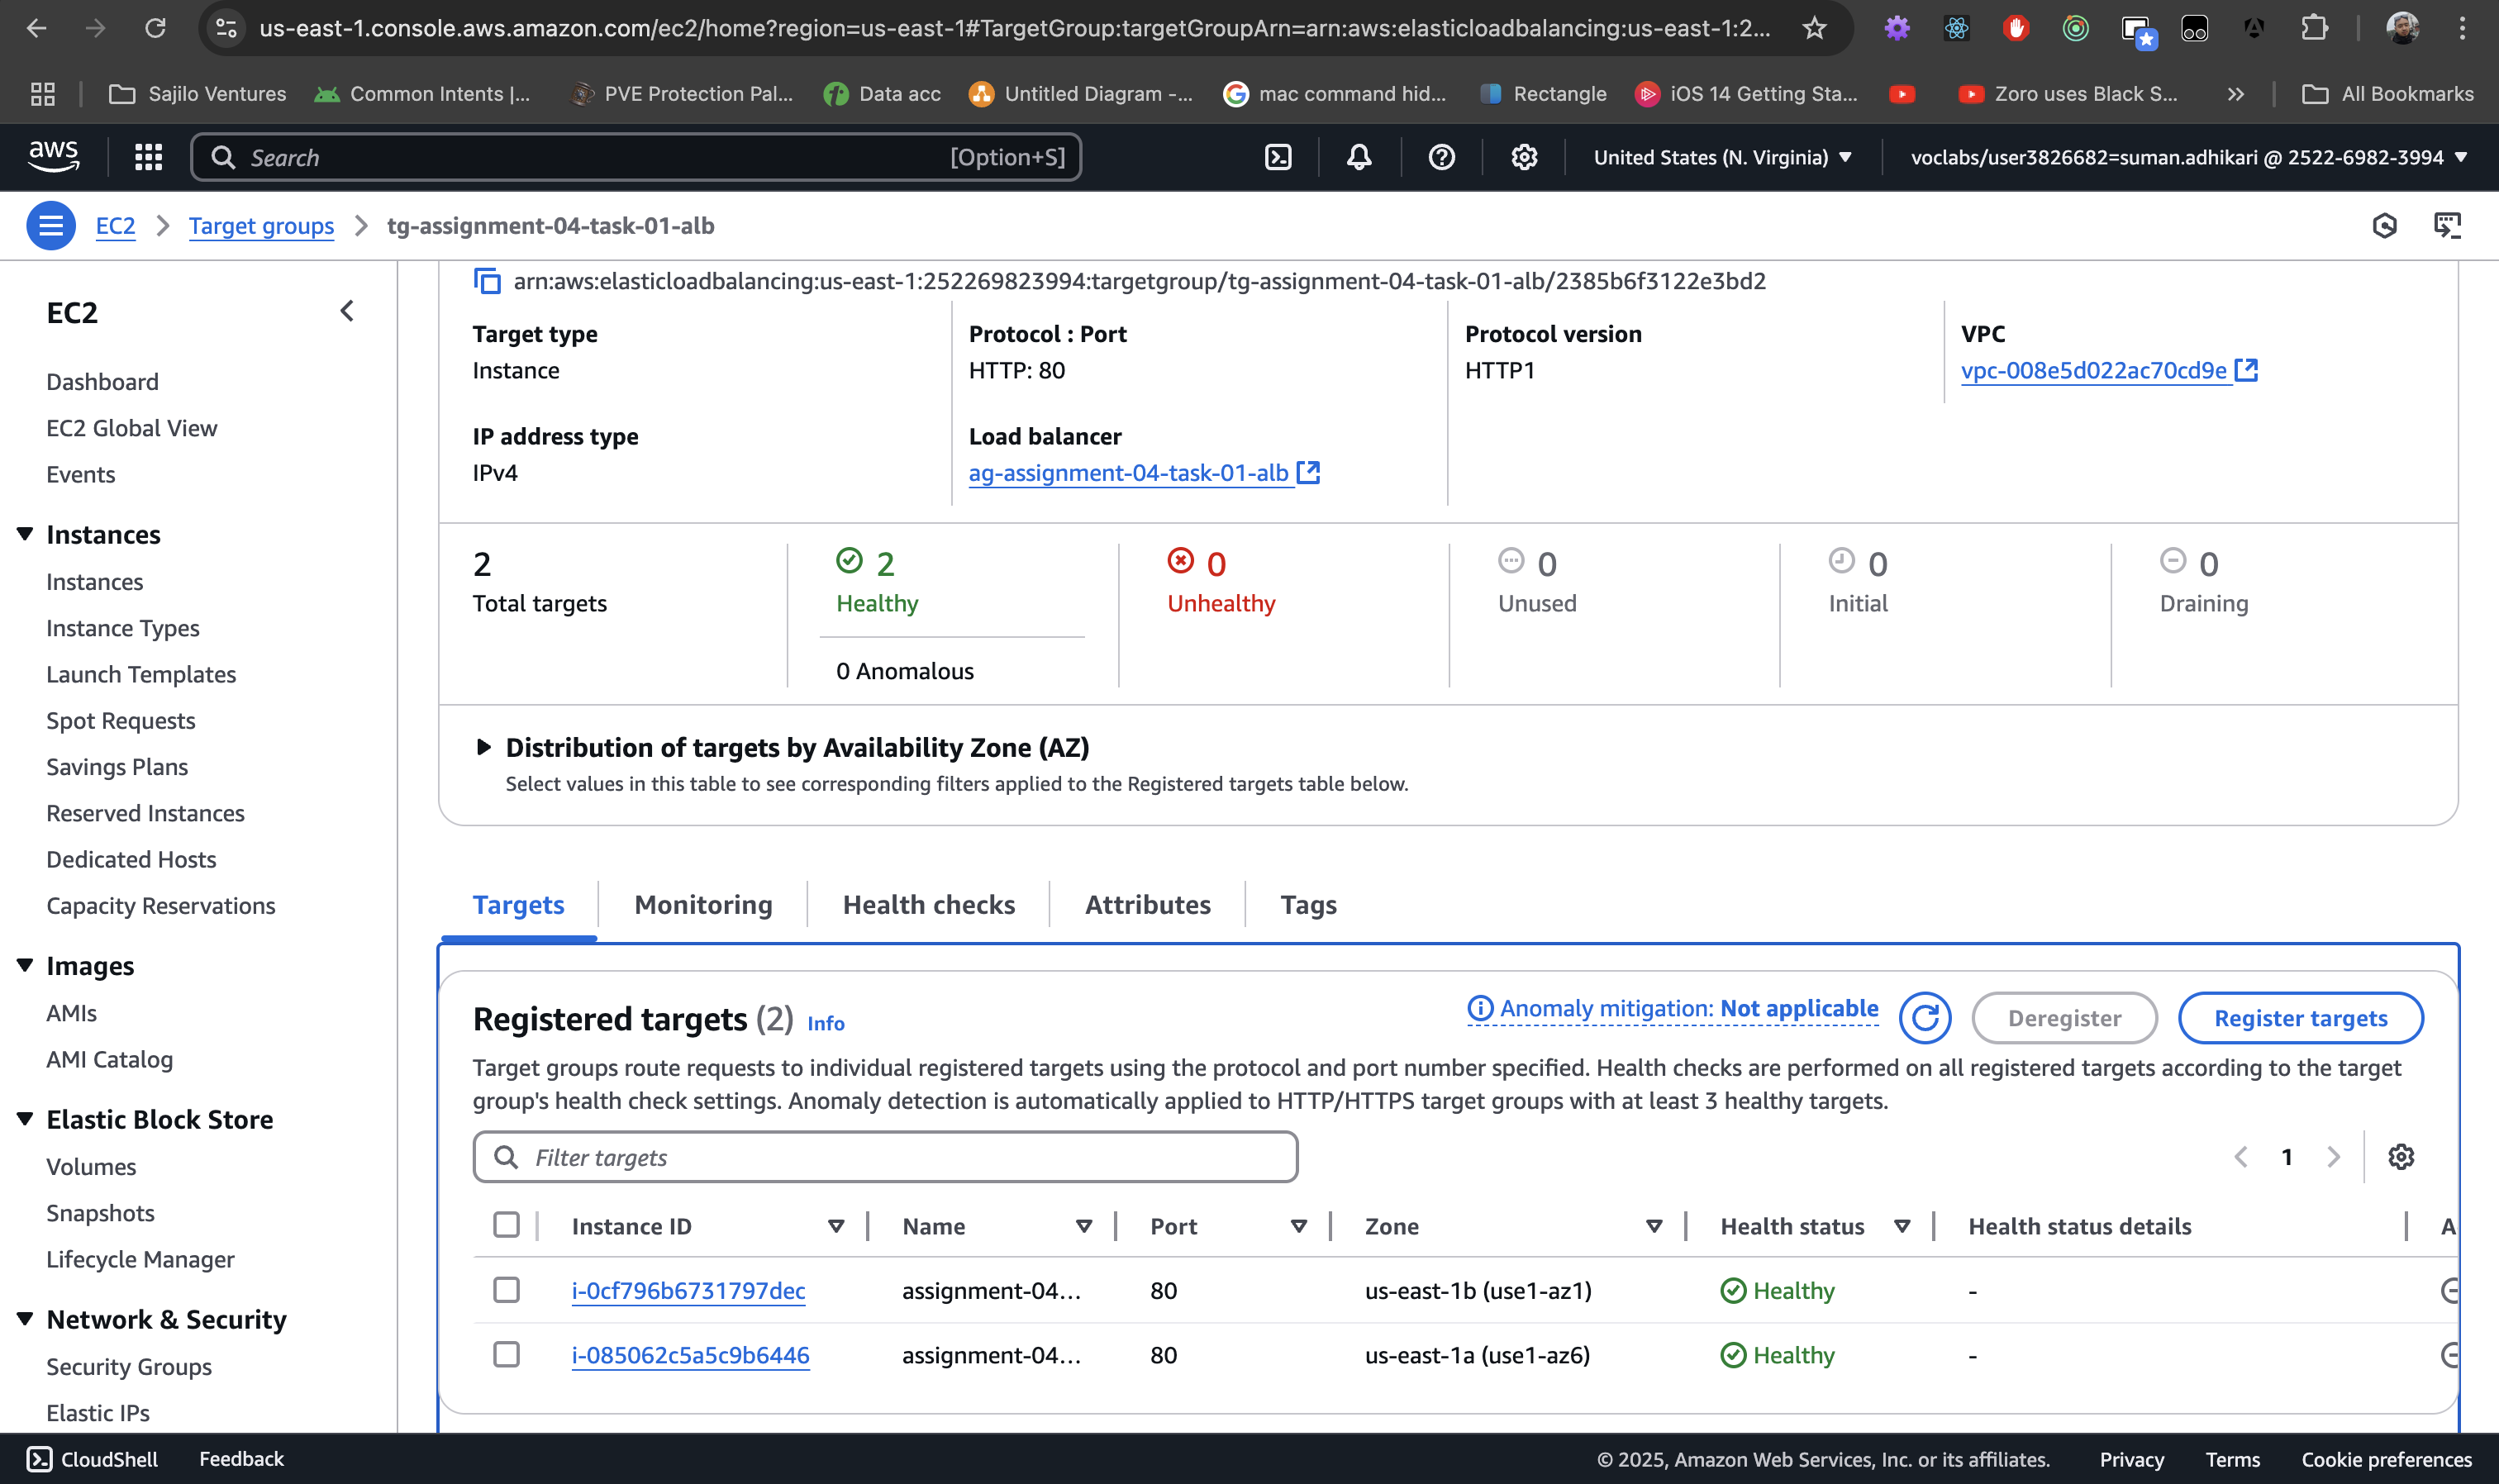 us-east-1.console.aws.amazon.com/ec2/home?region=us-east-1#TargetGroup:targetGroupArn=arn:aws:elasticloadbalancing:us-east-1:2...
Sajilo Ventures
Common Intents |...
PVE Protection Pal...
Data acc
Untitled Diagram -...
mac command hid...
Rectangle
iOS 14 Getting Sta...
Zoro uses Black S...
All Bookmarks
aws
Search
[Option+S]
United States (N. Virginia)
voclabs/user3826682=suman.adhikari @ 2522-6982-3994
EC2
Target groups
tg-assignment-04-task-01-alb
EC2
Dashboard
EC2 Global View
Events
Instances
Instances
Instance Types
Launch Templates
Spot Requests
Savings Plans
Reserved Instances
Dedicated Hosts
Capacity Reservations
Images
AMIs
AMI Catalog
Elastic Block Store
Volumes
Snapshots
Lifecycle Manager
Network & Security
Security Groups
Elastic IPs
arn:aws:elasticloadbalancing:us-east-1:252269823994:targetgroup/tg-assignment-04-task-01-alb/2385b6f3122e3bd2
Target type
Instance
Protocol : Port
HTTP: 80
Protocol version
HTTP1
VPC
vpc-008e5d022ac70cd9e
IP address type
IPv4
Load balancer
ag-assignment-04-task-01-alb
2
Total targets
2
Healthy
0 Anomalous
0
Unhealthy
0
Unused
0
Initial
0
Draining
Distribution of targets by Availability Zone (AZ)
Select values in this table to see corresponding filters applied to the Registered targets table below.
Targets
Monitoring
Health checks
Attributes
Tags
Registered targets (2) Info
Anomaly mitigation: Not applicable
Deregister
Register targets
Target groups route requests to individual registered targets using the protocol and port number specified. Health checks are performed on all registered targets according to the target
group's health check settings. Anomaly detection is automatically applied to HTTP/HTTPS target groups with at least 3 healthy targets.
Filter targets
1
Instance ID
Name
Port
Zone
Health status
Health status details
A
i-0cf796b6731797dec
assignment-04...
80
us-east-1b (use1-az1)
Healthy
-
i-085062c5a5c9b6446
assignment-04...
80
us-east-1a (use1-az6)
Healthy
-
CloudShell
Feedback
© 2025, Amazon Web Services, Inc. or its affiliates.
Privacy
Terms
Cookie preferences